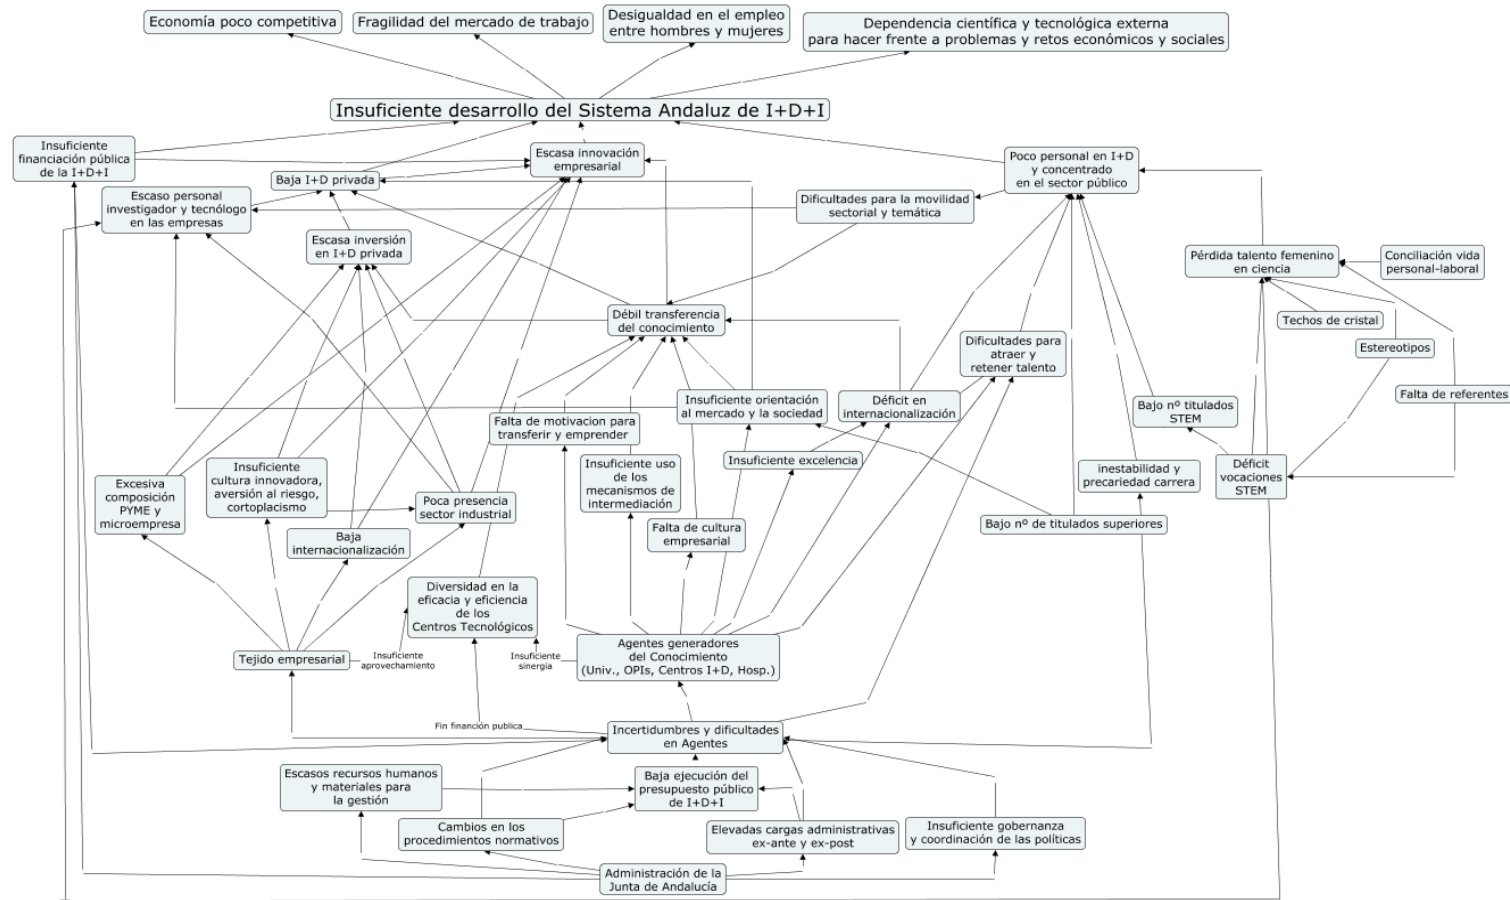 Economía poco competitiva
Fragilidad del mercado de trabajo
Desigualdad en el empleo
entre hombres y mujeres
Dependencia científica y tecnológica externa
para hacer frente a problemas y retos económicos y sociales
Insuficiente desarrollo del Sistema Andaluz de I+D+I
Insuficiente
financiación pública
de la I+D+I
Escasa innovación
empresarial
Poco personal en I+D
y concentrado
en el sector público
Baja I+D privada
Escaso personal
investigador y tecnólogo
en las empresas
Dificultades para la movilidad
sectorial y temática
Escasa inversión
en I+D privada
Pérdida talento femenino
en ciencia
Conciliación vida
personal-laboral
Débil transferencia
del conocimiento
Techos de cristal
Dificultades para
atraer y
retener talento
Estereotipos
Insuficiente orientación
al mercado y la sociedad
Déficit en
internacionalización
Bajo nº titulados
STEM
Falta de referentes
Falta de motivacion para
transferir y emprender
Insuficiente
cultura innovadora,
aversión al riesgo,
cortoplacismo
Insuficiente uso
de los
mecanismos de
intermediación
Insuficiente excelencia
inestabilidad y
precariedad carrera
Déficit
vocaciones
STEM
Excesiva
composición
PYME y
microempresa
Poca presencia
sector industrial
Bajo nº de titulados superiores
Baja
internacionalización
Falta de cultura
empresarial
Diversidad en la
eficacia y eficiencia
de los
Centros Tecnológicos
Tejido empresarial
Insuficiente
aprovechamiento
Insuficiente
sinergia
Agentes generadores
del Conocimiento
(Univ., OPIs, Centros I+D, Hosp.)
Fin financión publica
Incertidumbres y dificultades
en Agentes
Escasos recursos humanos
y materiales para
la gestión
Baja ejecución del
presupuesto público
de I+D+I
Cambios en los
procedimientos normativos
Elevadas cargas administrativas
ex-ante y ex-post
Insuficiente gobernanza
y coordinación de las políticas
Administración de la
Junta de Andalucía